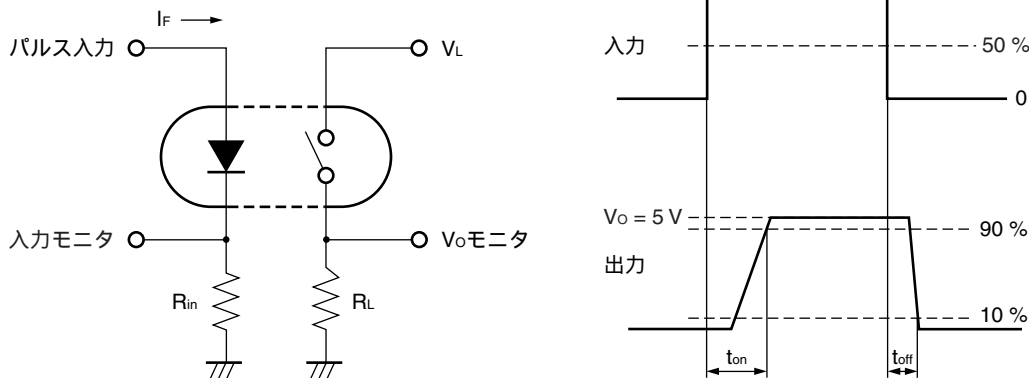 IF
パルス入力
VL
入力モニタ
VOモニタ
Rin
RL
入力
50 %
0
VO = 5 V
90 %
出力
10 %
ton
toff